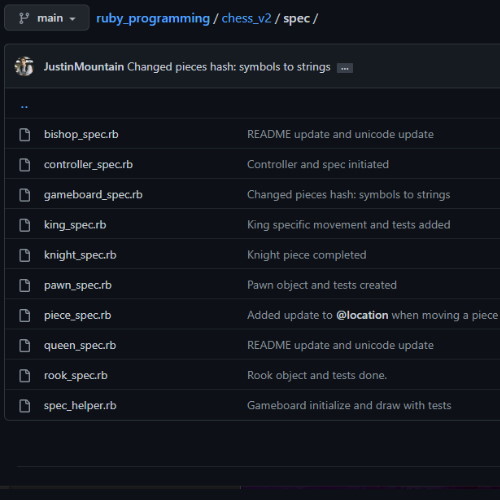 main ruby_programming / chess_v2 / spec /
JustinMountain Changed pieces hash: symbols to strings ...
..
bishop_spec.rb README update and unicode update
controller_spec.rb Controller and spec initiated
gameboard_spec.rb Changed pieces hash: symbols to strings
king_spec.rb King specific movement and tests added
knight_spec.rb Knight piece completed
pawn_spec.rb Pawn object and tests created
piece_spec.rb Added update to @location when moving a piece
queen_spec.rb README update and unicode update
rook_spec.rb Rook object and tests done.
spec_helper.rb Gameboard initialize and draw with tests